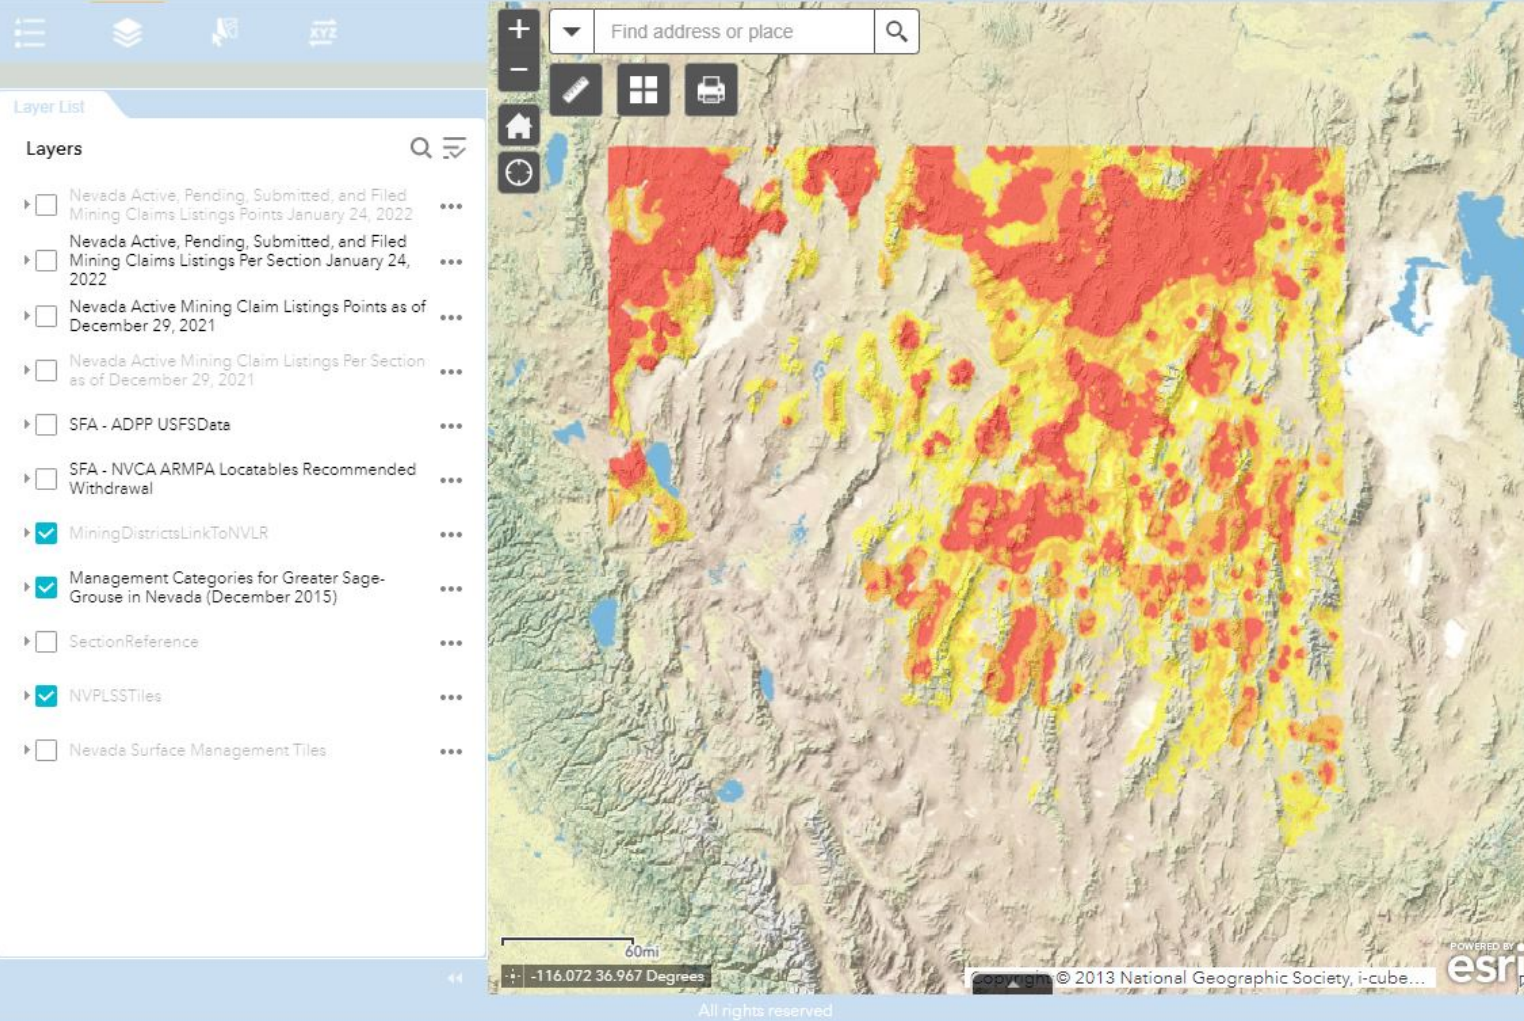 XYZ
Layer List
Layers
Nevada Active, Pending, Submitted, and Filed
Mining Claims Listings Points January 24, 2022
Nevada Active, Pending, Submitted, and Filed
Mining Claims Listings Per Section January 24,
2022
Nevada Active Mining Claim Listings Points as of
December 29, 2021
Nevada Active Mining Claim Listings Per Section
as of December 29, 2021
SFA - ADPP USFSData
SFA - NVCA ARMPA Locatables Recommended
Withdrawal
MiningDistrictsLinkToNVLR
Management Categories for Greater Sage-
Grouse in Nevada (December 2015)
SectionReference
NVPLSSTiles
Nevada Surface Management Tiles
+
−
Find address or place
60mi
-116.072 36.967 Degrees
Copyright:© 2013 National Geographic Society, i-cube...
POWERED BY
esri
All rights reserved